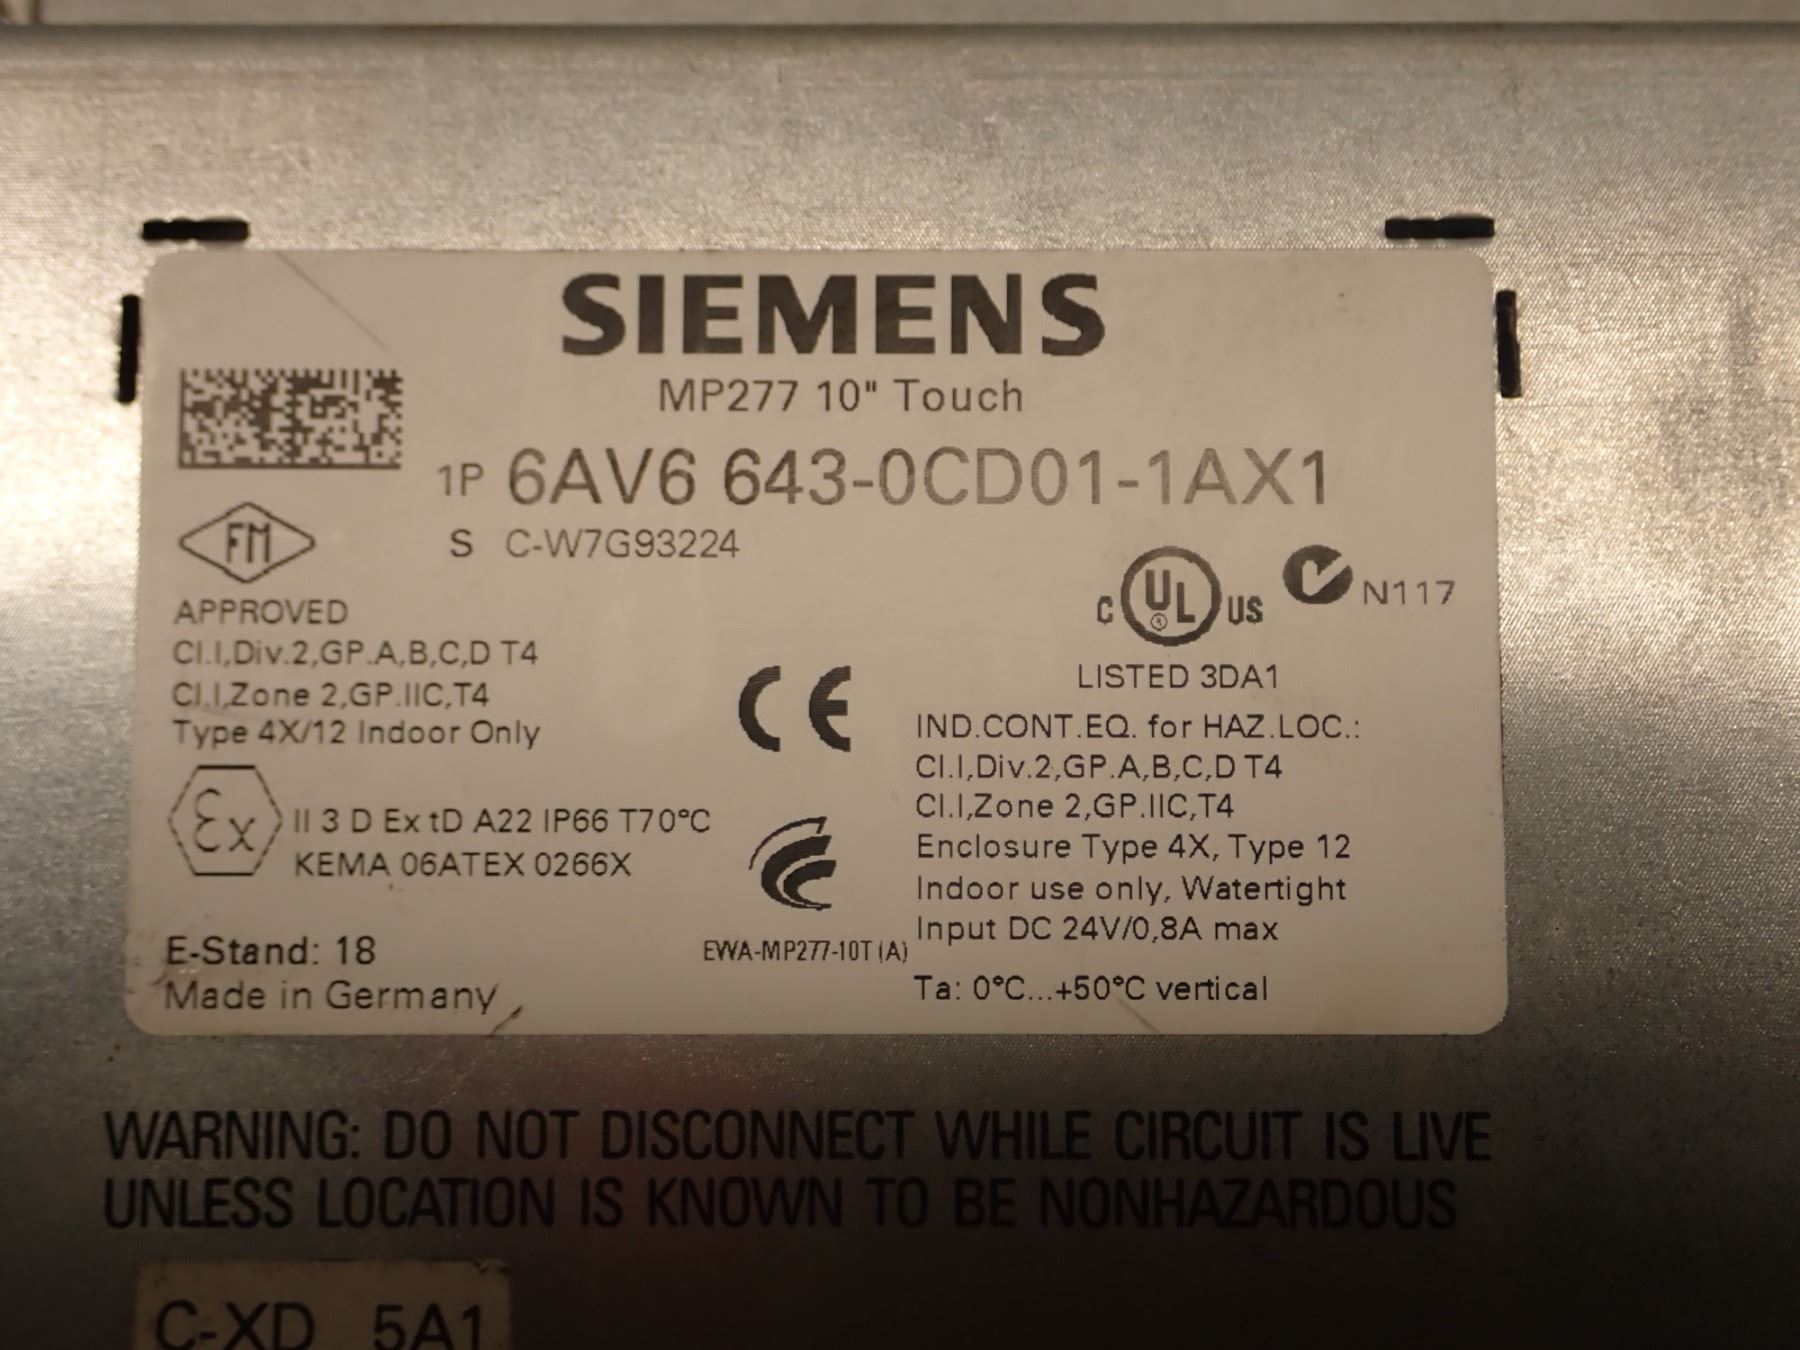 SIEMENS
MP277 10" Touch
1P 6AV6 643-0CD01-1AX1
S C-W7G93224
FM
APPROVED
Cl.I,Div.2,GP.A,B,C,D T4
Cl.I,Zone 2,GP.IIC,T4
Type 4X/12 Indoor Only
Ex II 3 D Ex tD A22 IP66 T70°C
KEMA 06ATEX 0266X
E-Stand: 18
Made in Germany
CE
EWA-MP277-10T (A)
C UL® US N117
LISTED 3DA1
IND.CONT.EQ. for HAZ.LOC.:
Cl.I,Div.2,GP.A,B,C,D T4
Cl.I,Zone 2,GP.IIC,T4
Enclosure Type 4X, Type 12
Indoor use only, Watertight
Input DC 24V/0,8A max
Ta: 0°C...+50°C vertical
WARNING: DO NOT DISCONNECT WHILE CIRCUIT IS LIVE
UNLESS LOCATION IS KNOWN TO BE NONHAZARDOUS
C-XD 5A1